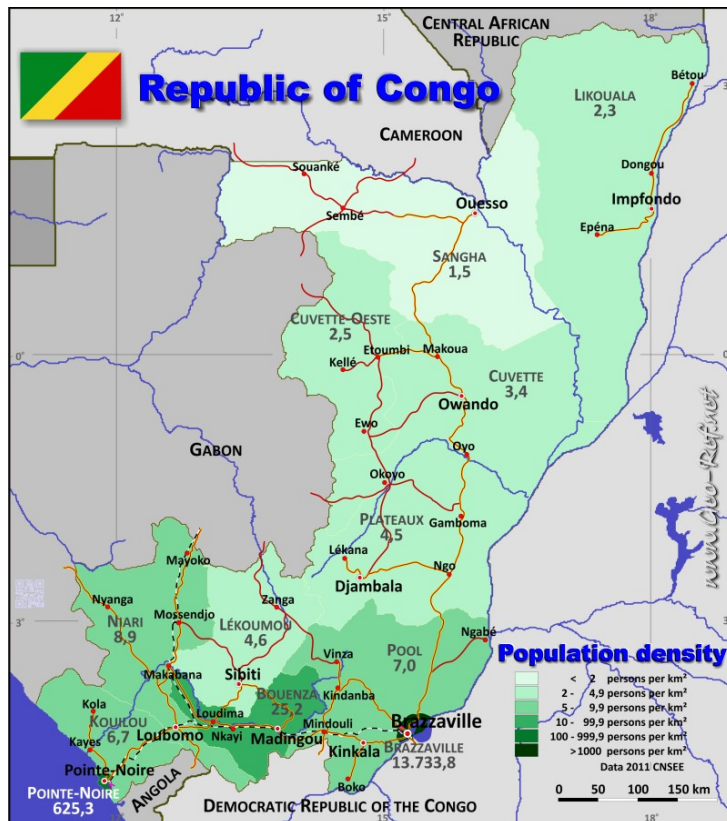 12°
15°
18°
CENTRAL AFRICAN
REPUBLIC
Republic of Congo
Bétou
3°
LIKOUALA
2,3
CAMEROON
Souanké
Dongou
Impfondo
Sembé
Ouesso
Epéna
SANGHA
1,5
CUVETTE-OESTE
2,5
Etoumbi
Makoua
0°
Kellé
CUVETTE
3,4
Owando
Ewo
GABON
Oyo
Okoyo
PLATEAUX
4,5
Gamboma
www.Geo-Ref.net
Mayoko
Lékana
Djambala
Ngo
Nyanga
Zanga
NIARI
8,9
Mossendjo
LÉKOUMOU
4,6
3°
Ngabé
POOL
7,0
Vinza
Makabana
Sibiti
Kindanba
BOUENZA
25,2
Kola
KOUILOU
6,7
Loudima
Mindouli
Brazzaville
Kayes
Loubomo
Nkayi
Madingou
Kinkala
BRAZZAVILLE
13.733,8
Pointe-Noire
Boko
POINTE-NOIRE
625,3
ANGOLA
DEMOCRATIC REPUBLIC OF THE CONGO
Population density
< 2 persons per km²
2 - 4,9 persons per km²
5 - 9,9 persons per km²
10 - 99,9 persons per km²
100 - 999,9 persons per km²
>1000 persons per km²
Data 2011 CNSEE
0 50 100 150 km
18°